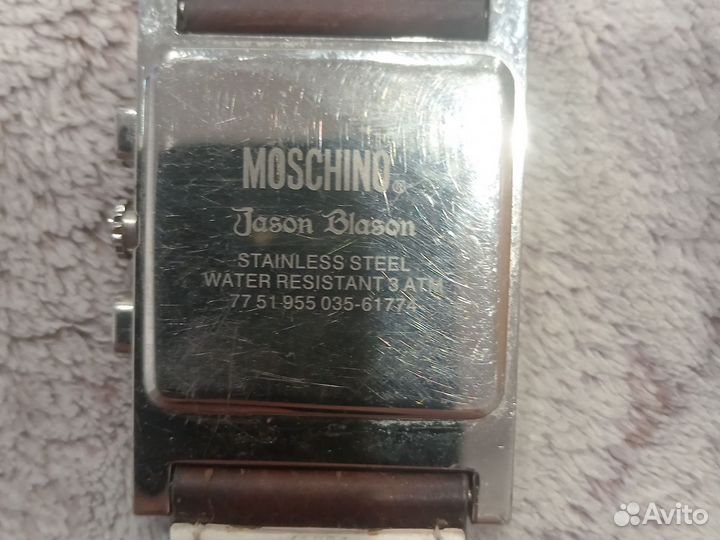 MOSCHINO®
Jason Blason
STAINLESS STEEL
WATER RESISTANT 3 ATM
77 51 955 035-61774
Avito